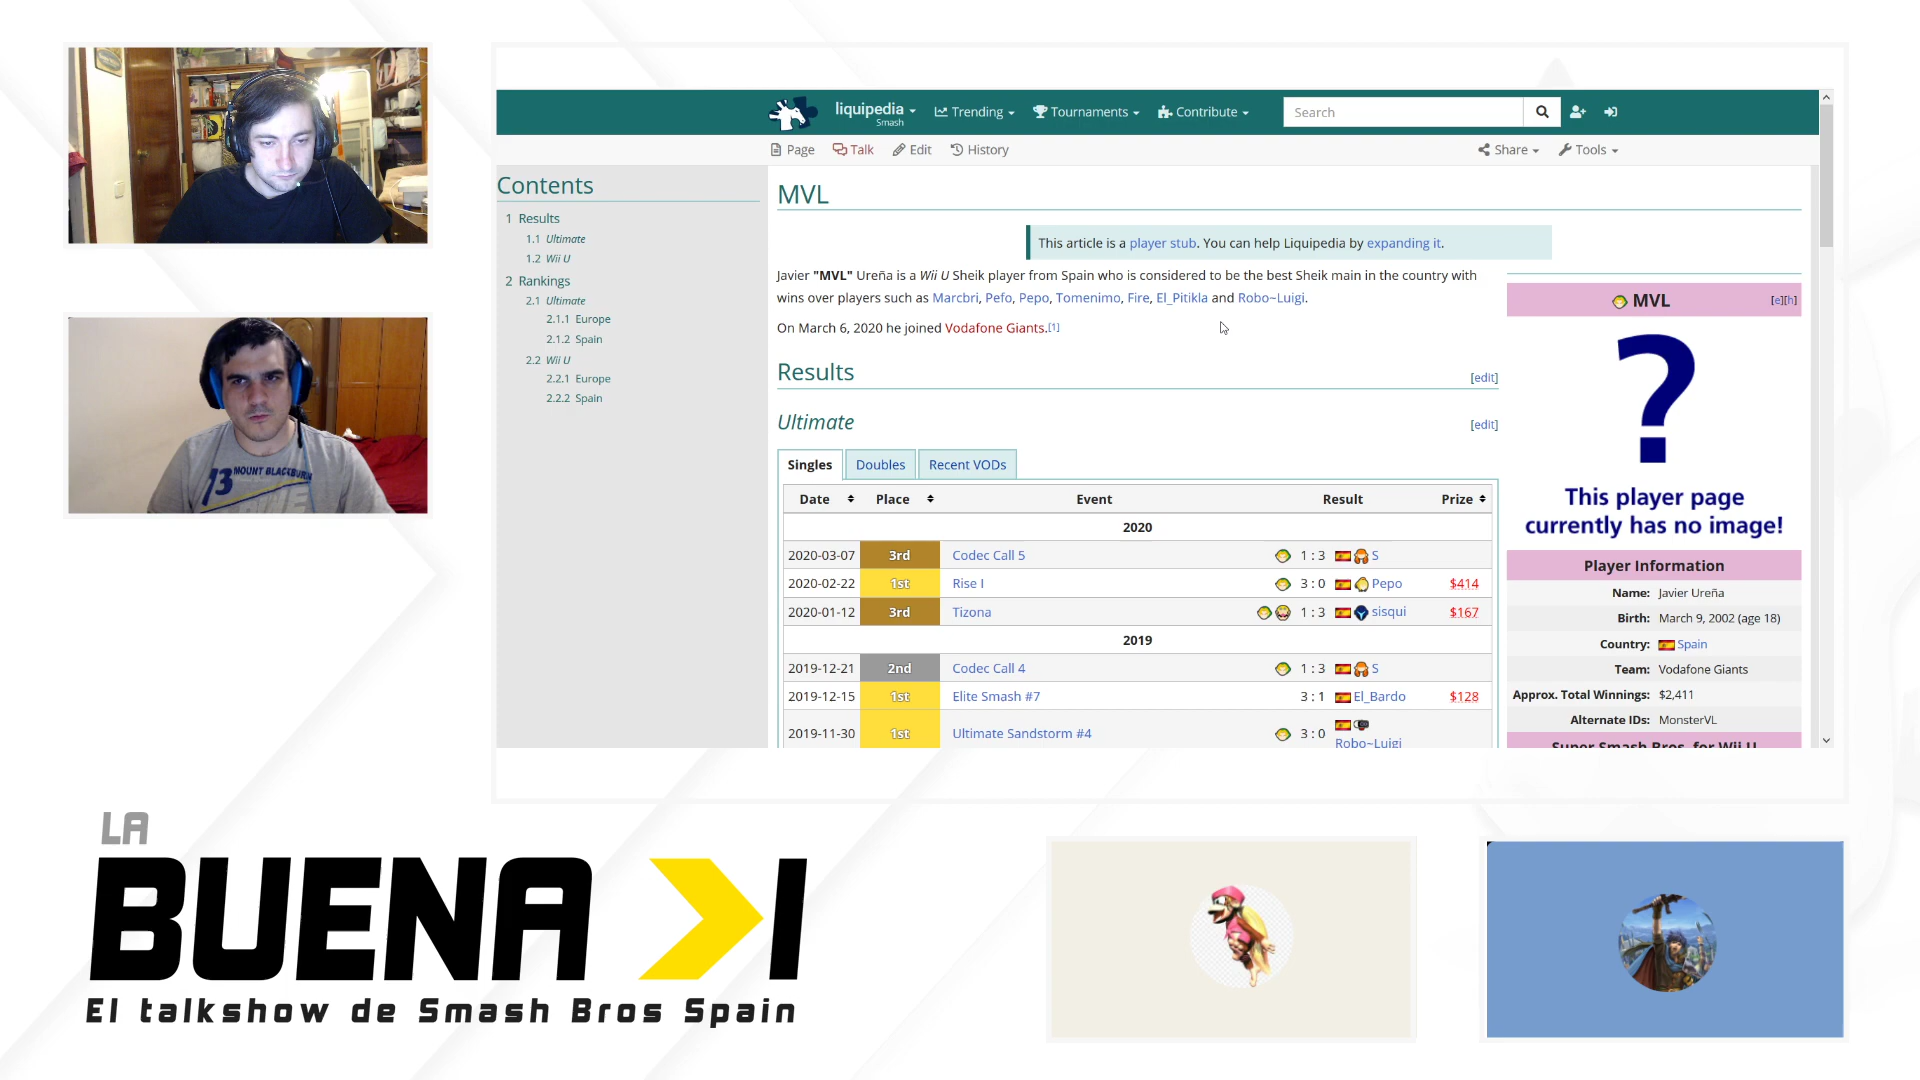 MOUNT BLACKBURN
73
liquipedia
Smash
Trending
Tournaments
Contribute
Search
Page
Talk
Edit
History
Share
Tools
Contents
1 Results
1.1 Ultimate
1.2 Wii U
2 Rankings
2.1 Ultimate
2.1.1 Europe
2.1.2 Spain
2.2 Wii U
2.2.1 Europe
2.2.2 Spain
MVL
This article is a player stub. You can help Liquipedia by expanding it.
Javier "MVL" Ureña is a Wii U Sheik player from Spain who is considered to be the best Sheik main in the country with
wins over players such as Marcbri, Pefo, Pepo, Tomenimo, Fire, El_Pitikla and Robo~Luigi.
On March 6, 2020 he joined Vodafone Giants.[1]
Results [edit]
Ultimate [edit]
Singles Doubles Recent VODs
Date Place Event Result Prize
2020
2020-03-07 3rd Codec Call 5 1 : 3 S
2020-02-22 1st Rise I 3 : 0 Pepo $414
2020-01-12 3rd Tizona 1 : 3 sisqui $167
2019
2019-12-21 2nd Codec Call 4 1 : 3 S
2019-12-15 1st Elite Smash #7 3 : 1 El_Bardo $128
2019-11-30 1st Ultimate Sandstorm #4 3 : 0 Robo~Luigi
MVL [e][h]
?
This player page
currently has no image!
Player Information
Name: Javier Ureña
Birth: March 9, 2002 (age 18)
Country: Spain
Team: Vodafone Giants
Approx. Total Winnings: $2,411
Alternate IDs: MonsterVL
Super Smash Bros. for Wii U
LA
BUENA >I
El talkshow de Smash Bros Spain